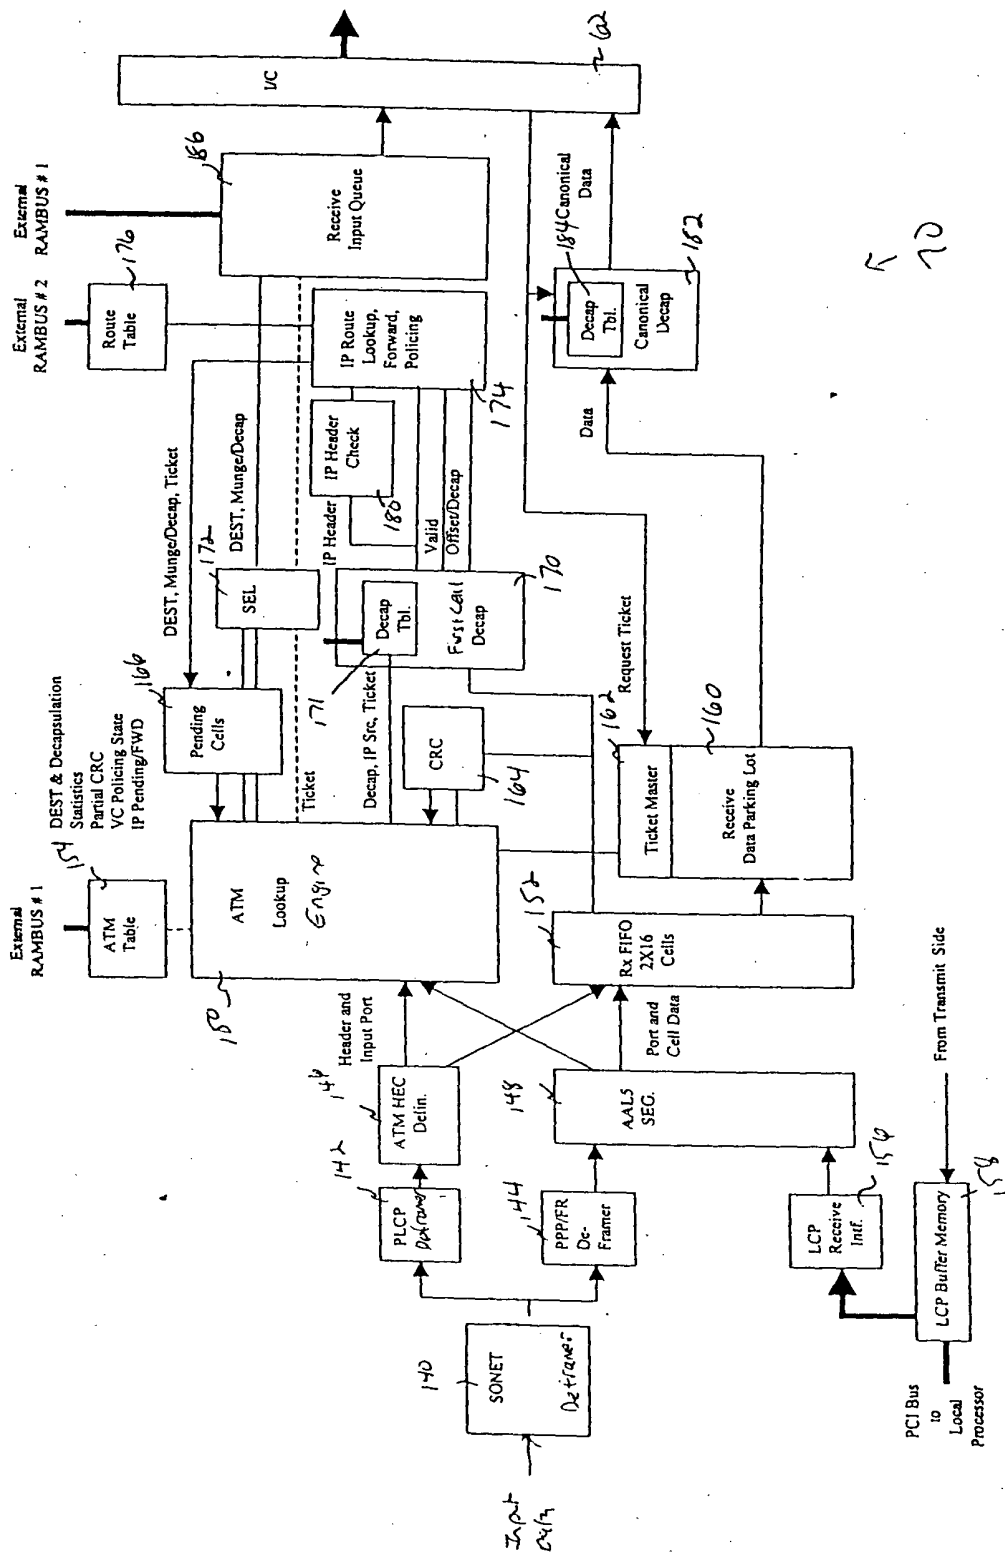 Input
Data
SONET
Deframer
140
PLCP
Deframer
142
PPP/FR
De-
Framer
144
ATM HEC
Delin.
146
Header and
Input Port
AAL5
SEG.
148
Port and
Cell Data
LCP
Receive
Intf.
156
PCI Bus
to
Local
Processor
LCP Buffer Memory
158
From Transmit Side
External
RAMBUS # 1
ATM
Table
154
DEST & Decapsulation
Statistics
Partial CRC
VC Policing State
IP Pending/FWD
ATM
Lookup
Engine
150
Rx FIFO
2X16
Cells
152
Pending
Cells
166
DEST, Munge/Decap, Ticket
SEL
172
DEST, Munge/Decap
Ticket
Decap, IP Src, Ticket
CRC
164
Decap
Tbl.
171
First Cell
Decap
170
IP Header
IP Header
Check
180
Valid
Offset/Decap
IP Route
Lookup,
Forward,
Policing
174
External
RAMBUS # 2
Route
Table
176
External
RAMBUS # 1
Receive
Input Queue
186
Request Ticket
Ticket Master
162
Receive
Data Parking Lot
160
Data
Decap
Tbl.
184
Canonical
Decap
182
Canonical
Data
I/C
62
70